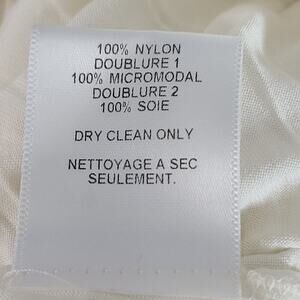 100% NYLON
DOUBLURE 1
100% MICROMODAL
DOUBLURE 2
100% SOIE
DRY CLEAN ONLY
NETTOYAGE A SEC
SEULEMENT.